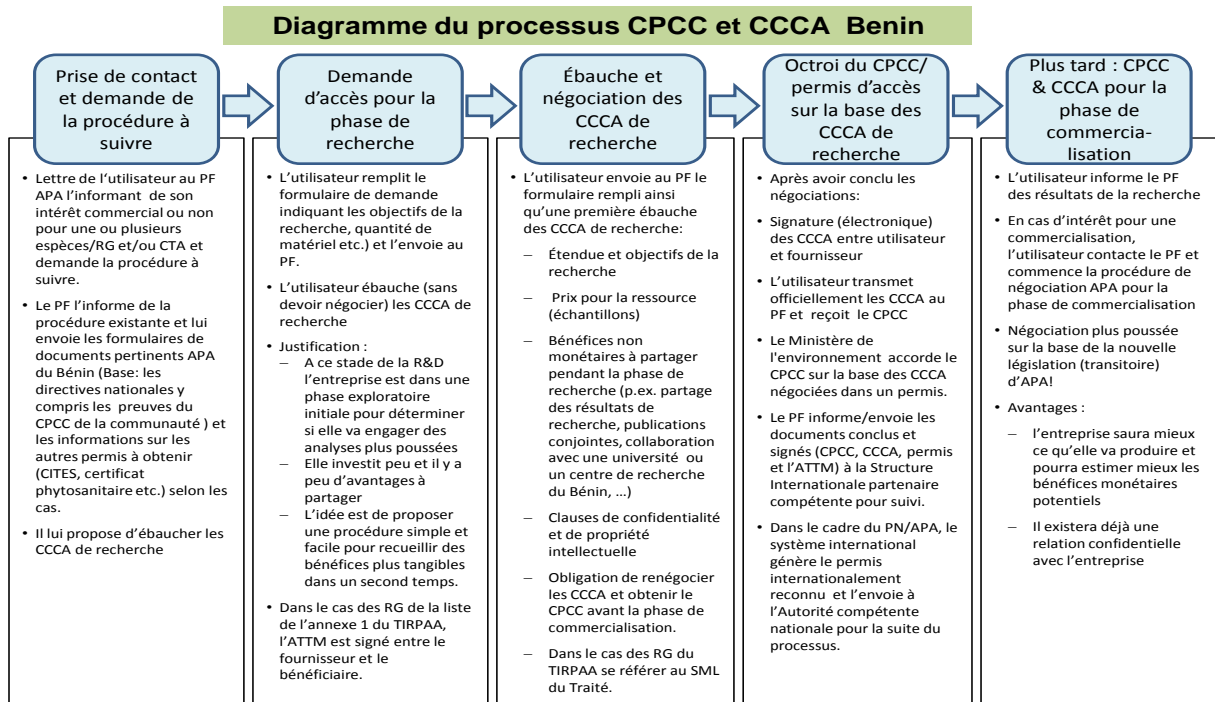 Diagramme du processus CPCC et CCCA  Benin
Prise de contact
et demande de
la procédure à
suivre
• Lettre de l'utilisateur au PF
APA l'informant  de son
intérêt commercial ou non
pour une ou plusieurs
espèces/RG et/ou CTA et
demande la procédure à
suivre.
• Le PF l'informe de la
procédure existante et lui
envoie les formulaires de
documents pertinents APA
du Bénin (Base: les
directives nationales y
compris les  preuves du
CPCC de la communauté ) et
les informations sur les
autres permis à obtenir
(CITES, certificat
phytosanitaire etc.) selon les
cas.
• Il lui propose d'ébaucher les
CCCA de recherche
Demande
d'accès pour la
phase de
recherche
• L'utilisateur remplit le
formulaire de demande
indiquant les objectifs de la
recherche, quantité de
matériel etc.) et l'envoie au
PF.
• L'utilisateur ébauche (sans
devoir négocier) les CCCA de
recherche
• Justification :
– A ce stade de la R&D
l'entreprise est dans une
phase exploratoire
initiale pour déterminer
si elle va engager des
analyses plus poussées
– Elle investit peu et il y a
peu d'avantages à
partager
– L'idée est de proposer
une procédure simple et
facile pour recueillir des
bénéfices plus tangibles
dans un second temps.
• Dans le cas des RG de la liste
de l'annexe 1 du TIRPAA,
l'ATTM est signé entre le
fournisseur et le
bénéficiaire.
Ébauche et
négociation des
CCCA de
recherche
• L'utilisateur envoie au PF le
formulaire rempli ainsi
qu'une première ébauche
des CCCA de recherche:
– Étendue et objectifs de la
recherche
– Prix pour la ressource
(échantillons)
– Bénéfices non
monétaires à partager
pendant la phase de
recherche (p.ex. partage
des résultats de
recherche, publications
conjointes, collaboration
avec une université  ou
un centre de recherche
du Bénin, ...)
– Clauses de confidentialité
et de propriété
intellectuelle
– Obligation de renégocier
les CCCA et obtenir le
CPCC avant la phase de
commercialisation.
– Dans le cas des RG du
TIRPAA se référer au SML
du Traité.
Octroi du CPCC/
permis d'accès
sur la base des
CCCA de
recherche
• Après avoir conclu les
négociations:
• Signature (électronique)
des CCCA entre utilisateur
et fournisseur
• L'utilisateur transmet
officiellement les CCCA au
PF et  reçoit  le CPCC
• Le Ministère de
l'environnement accorde le
CPCC sur la base des CCCA
négociées dans un permis.
• Le PF informe/envoie les
documents conclus et
signés (CPCC, CCCA, permis
et l'ATTM) à la Structure
Internationale partenaire
compétente pour suivi.
• Dans le cadre du PN/APA, le
système international
génère le permis
internationalement
reconnu  et l'envoie à
l'Autorité compétente
nationale pour la suite du
processus.
Plus tard : CPCC
& CCCA pour la
phase de
commercia-
lisation
• L'utilisateur informe le PF
des résultats de la recherche
• En cas d'intérêt pour une
commercialisation,
l'utilisateur contacte le PF et
commence la procédure de
négociation APA pour la
phase de commercialisation
• Négociation plus poussée
sur la base de la nouvelle
législation (transitoire)
d'APA!
• Avantages :
– l'entreprise saura mieux
ce qu'elle va produire et
pourra estimer mieux les
bénéfices monétaires
potentiels
– Il existera déjà une
relation confidentielle
avec l'entreprise